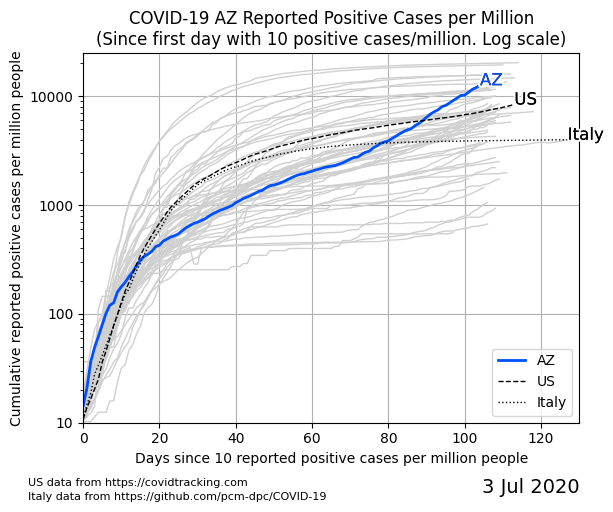 COVID-19 AZ Reported Positive Cases per Million
(Since first day with 10 positive cases/million. Log scale)
Cumulative reported positive cases per million people
10000
1000
100
10
AZ
US
Italy
AZ
US
Italy
0
20
40
60
80
100
120
Days since 10 reported positive cases per million people
US data from https://covidtracking.com
Italy data from https://github.com/pcm-dpc/COVID-19
3 Jul 2020